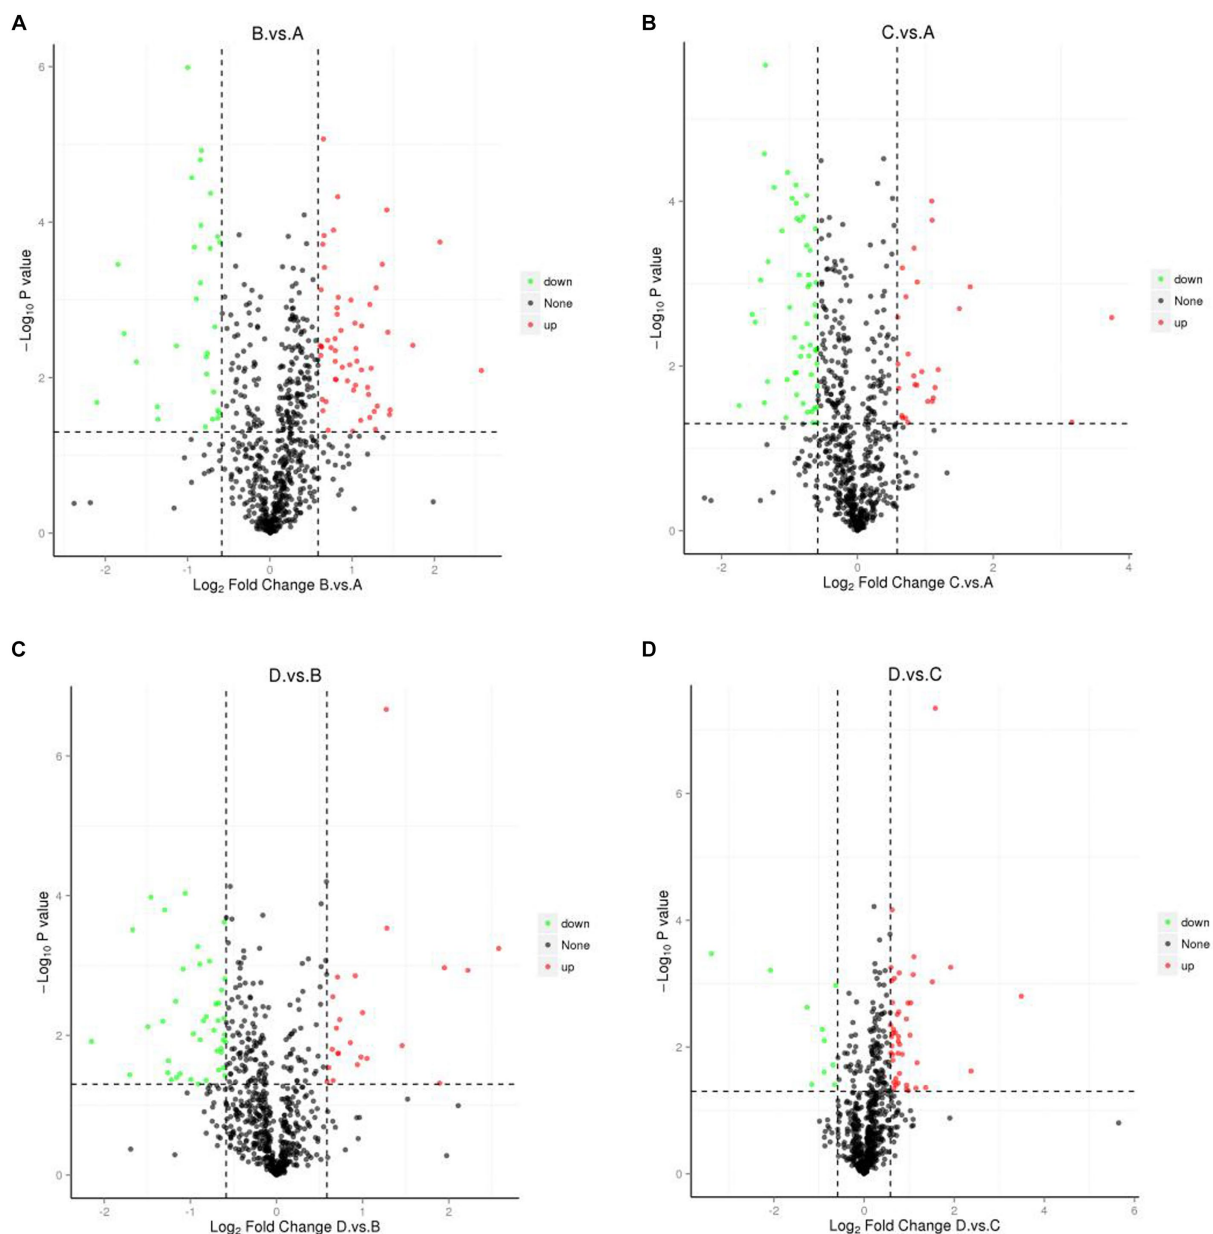 A
B.vs.A
6
4
2
0
-2
-1
0
1
2
−Log10 P value
Log2 Fold Change B.vs.A
down
None
up
B
C.vs.A
4
2
0
-2
0
2
4
−Log10 P value
Log2 Fold Change C.vs.A
down
None
up
C
D.vs.B
6
4
2
0
-2
-1
0
1
2
−Log10 P value
Log2 Fold Change D.vs.B
down
None
up
D
D.vs.C
6
4
2
0
-2
0
2
4
6
−Log10 P value
Log2 Fold Change D.vs.C
down
None
up